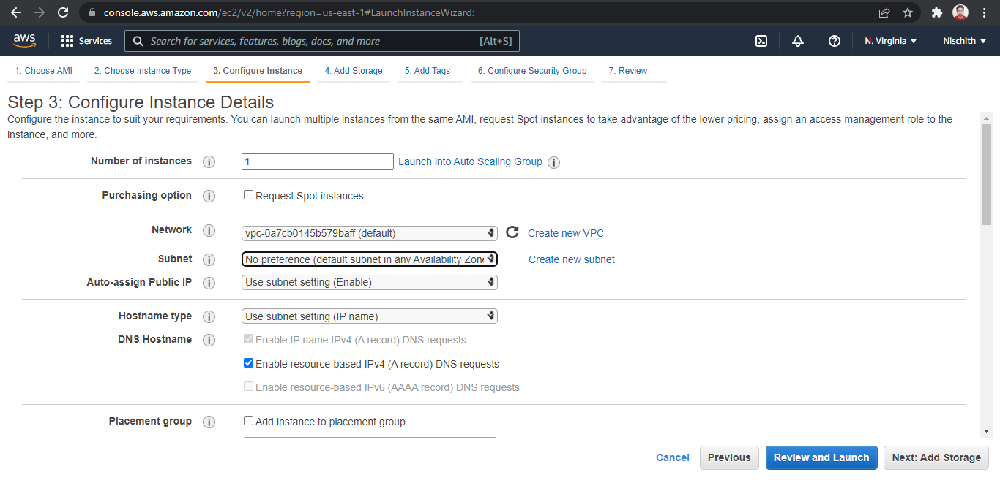 console.aws.amazon.com/ec2/v2/home?region=us-east-1#LaunchInstanceWizard:
aws Services Search for services, features, blogs, docs, and more [Alt+S] N. Virginia Nischith
1. Choose AMI 2. Choose Instance Type 3. Configure Instance 4. Add Storage 5. Add Tags 6. Configure Security Group 7. Review
Step 3: Configure Instance Details
Configure the instance to suit your requirements. You can launch multiple instances from the same AMI, request Spot instances to take advantage of the lower pricing, assign an access management role to the
instance, and more.
Number of instances i 1 Launch into Auto Scaling Group i
Purchasing option i Request Spot instances
Network i vpc-0a7cb0145b579baff (default) Create new VPC
Subnet i No preference (default subnet in any Availability Zone Create new subnet
Auto-assign Public IP i Use subnet setting (Enable)
Hostname type i Use subnet setting (IP name)
DNS Hostname i Enable IP name IPv4 (A record) DNS requests
Enable resource-based IPv4 (A record) DNS requests
Enable resource-based IPv6 (AAAA record) DNS requests
Placement group i Add instance to placement group
Cancel Previous Review and Launch Next: Add Storage